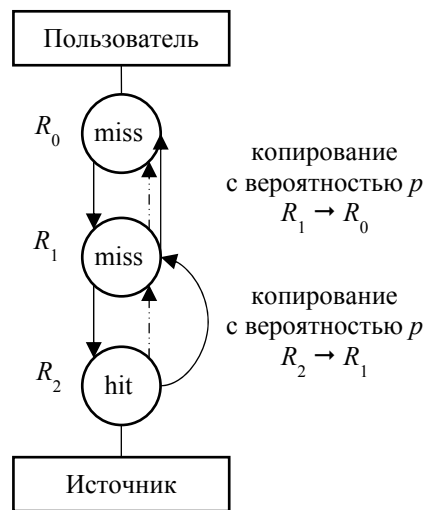 Пользователь
R₀
miss
копирование
с вероятностью p
R₁ → R₀
R₁
miss
копирование
с вероятностью p
R₂ → R₁
R₂
hit
Источник